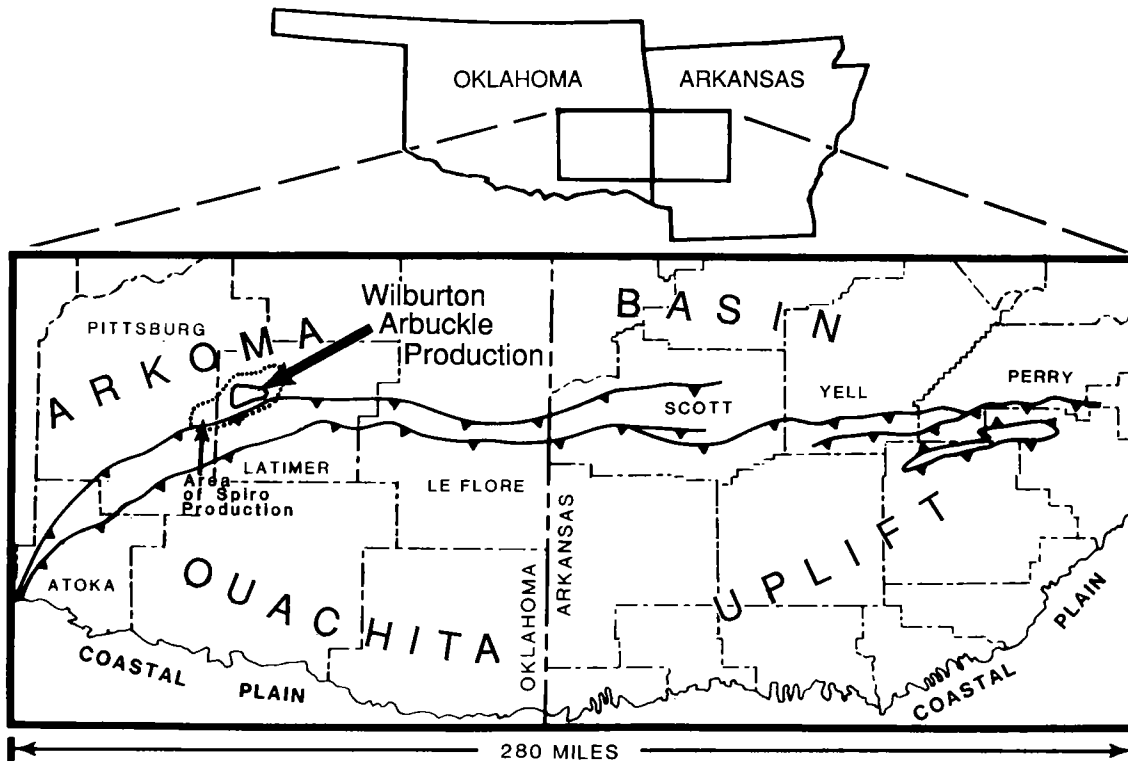 OKLAHOMA
ARKANSAS
Wilburton
Arbuckle
Production
BASIN
PITTSBURG
ARKOMA
YELL
PERRY
SCOTT
LATIMER
Area
of Spiro
Production
LE FLORE
ATOKA
OUACHITA
OKLAHOMA
ARKANSAS
UPLIFT
COASTAL PLAIN
COASTAL PLAIN
280 MILES